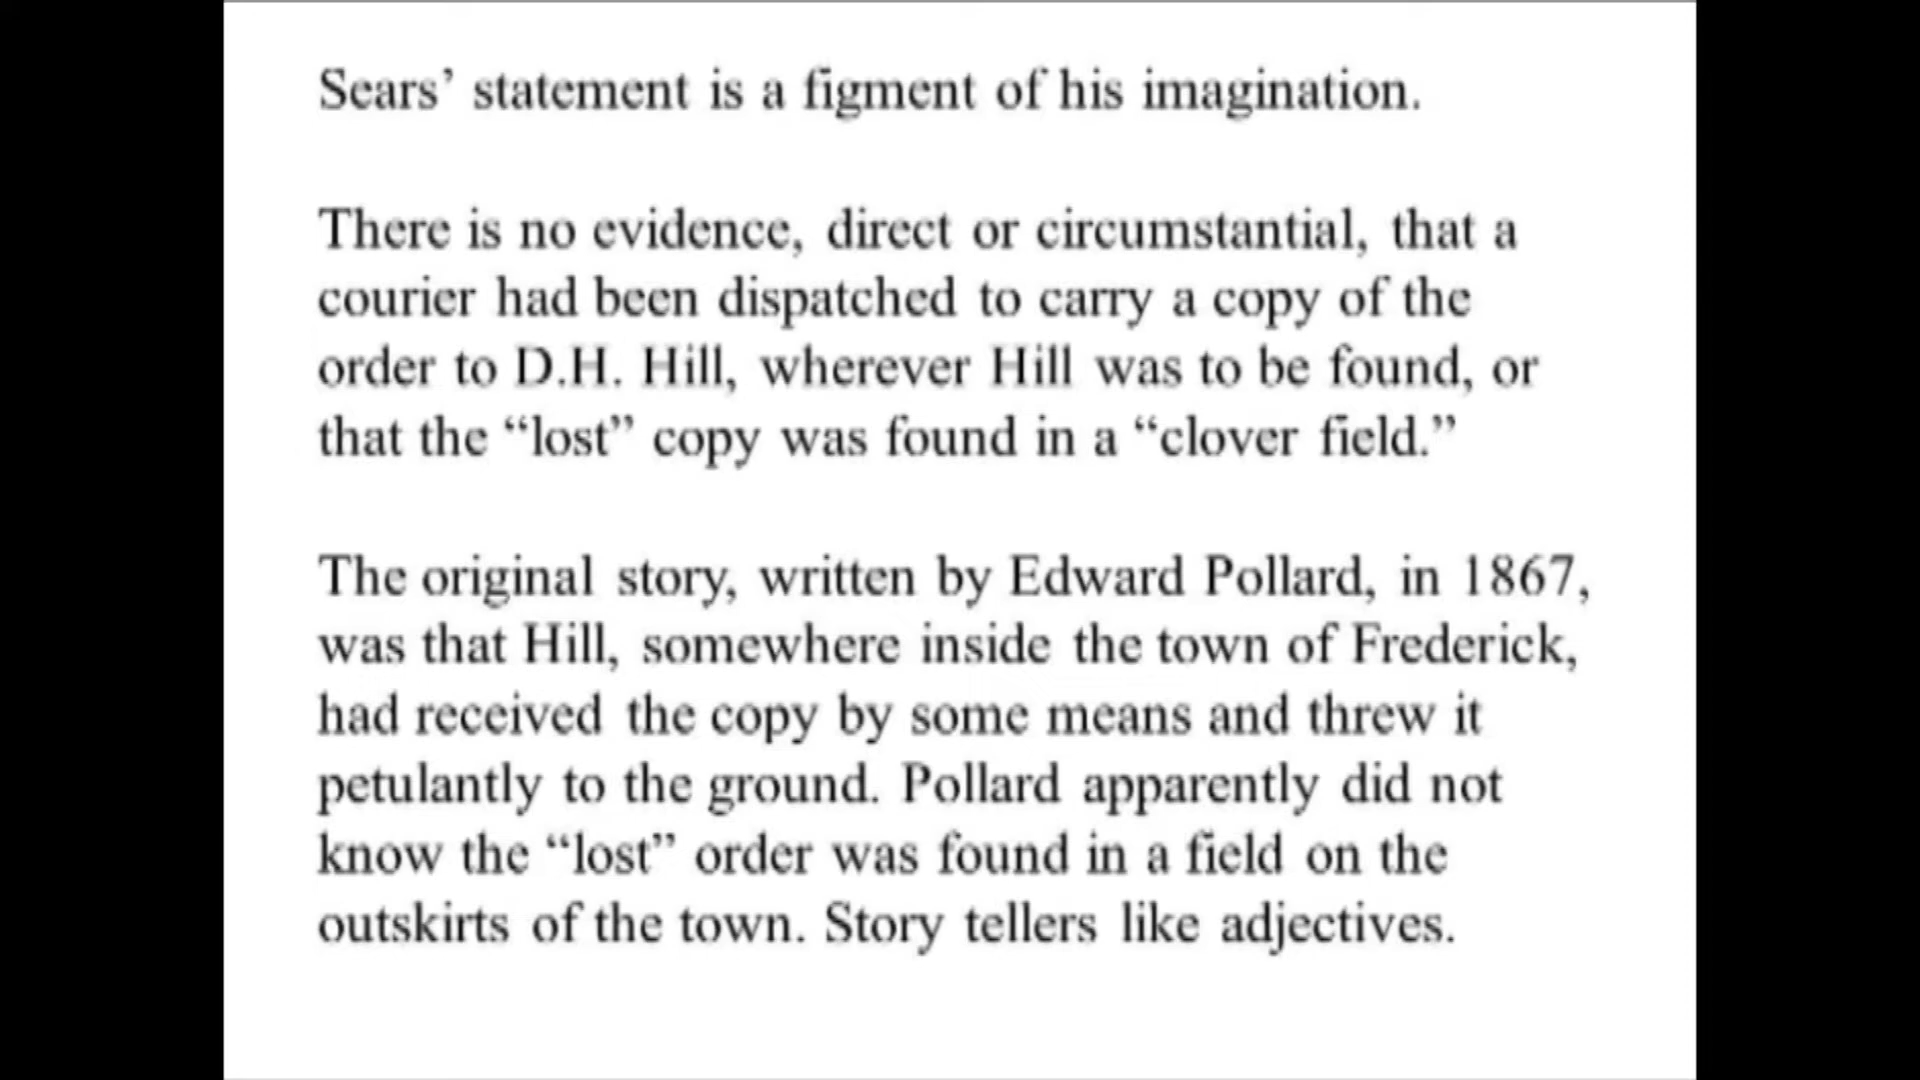 Sears’ statement is a figment of his imagination.
There is no evidence, direct or circumstantial, that a
courier had been dispatched to carry a copy of the
order to D.H. Hill, wherever Hill was to be found, or
that the “lost” copy was found in a “clover field.”
The original story, written by Edward Pollard, in 1867,
was that Hill, somewhere inside the town of Frederick,
had received the copy by some means and threw it
petulantly to the ground. Pollard apparently did not
know the “lost” order was found in a field on the
outskirts of the town. Story tellers like adjectives.